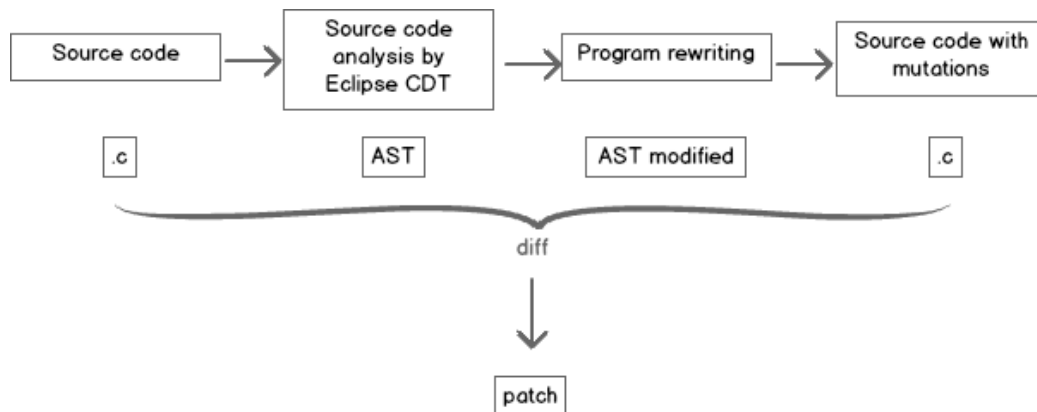 Source code
Source code
analysis by
Eclipse CDT
Program rewriting
Source code with
mutations
.c
AST
AST modified
.c
diff
patch